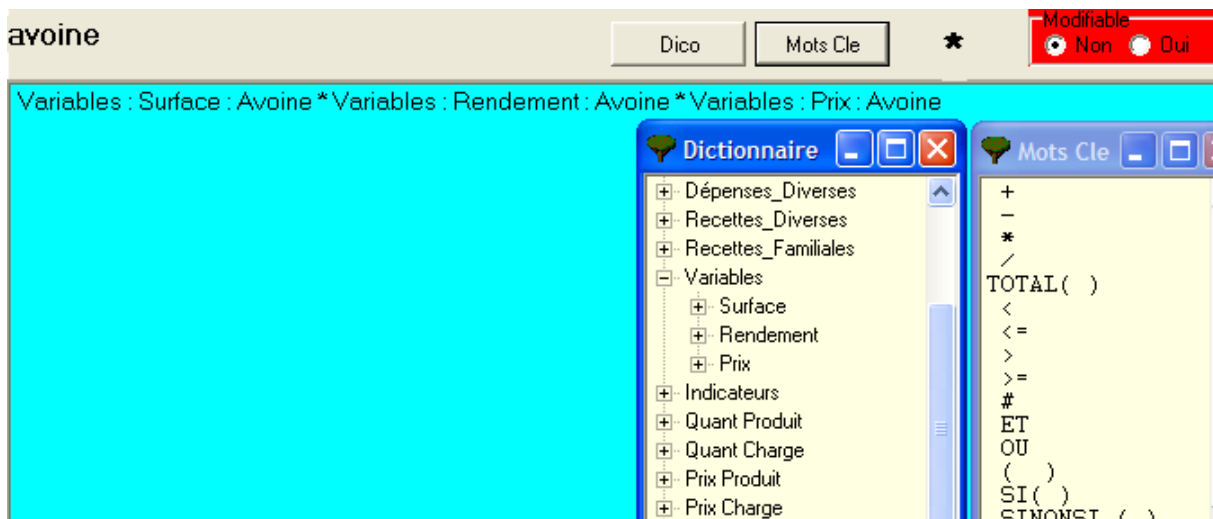 avoine
Dico
Mots Cle
*
Modifiable
Non
Oui
Variables : Surface : Avoine * Variables : Rendement : Avoine * Variables : Prix : Avoine
Dictionnaire
Dépenses_Diverses
Recettes_Diverses
Recettes_Familiales
Variables
Surface
Rendement
Prix
Indicateurs
Quant Produit
Quant Charge
Prix Produit
Prix Charge
Mots Cle
+
-
*
/
TOTAL( )
<
<=
>
>=
#
ET
OU
( )
SI( )
SINONSI ( )